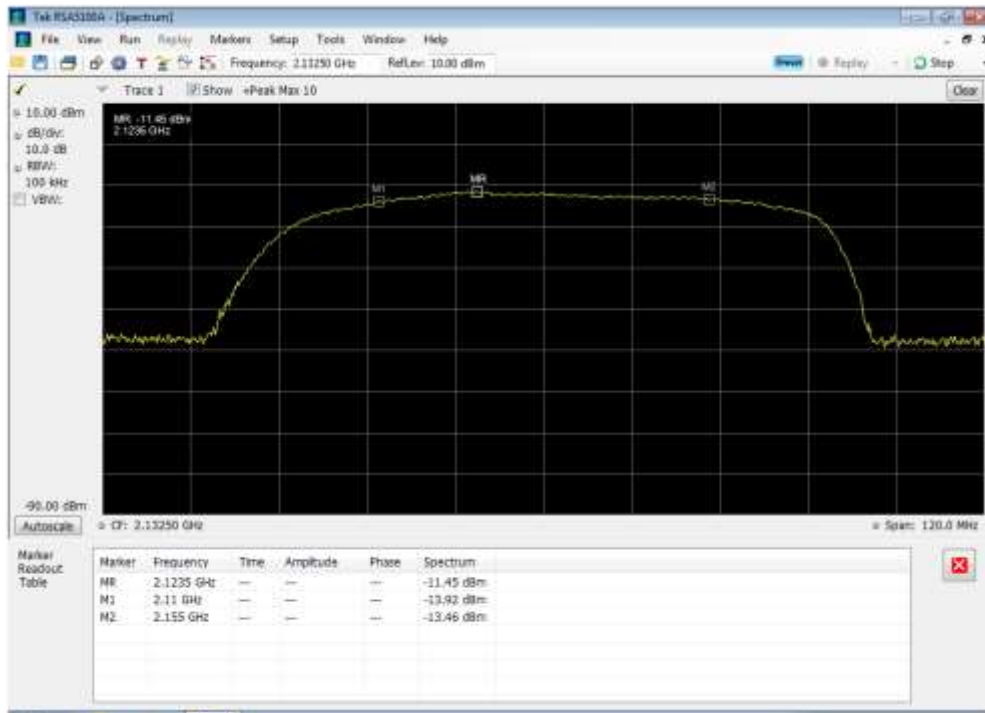 Tek RSA5100A - [Spectrum]
File View Run Replay Markers Setup Tools Window Help
Frequency: 2.13250 GHz RefLev: 10.00 dBm Preset Replay Stop
Trace 1 Show +Peak Max 10 Clear
10.00 dBm
dB/div:
10.0 dB
RBW:
100 kHz
VBW:
MR: -11.45 dBm
2.1235 GHz
M1
MR
M2
-90.00 dBm
Autoscale CF: 2.13250 GHz Span: 120.0 MHz
Marker
Readout
Table
Marker Frequency Time Amplitude Phase Spectrum
MR 2.1235 GHz --- --- --- -11.45 dBm
M1 2.11 GHz --- --- --- -13.92 dBm
M2 2.155 GHz --- --- --- -13.46 dBm